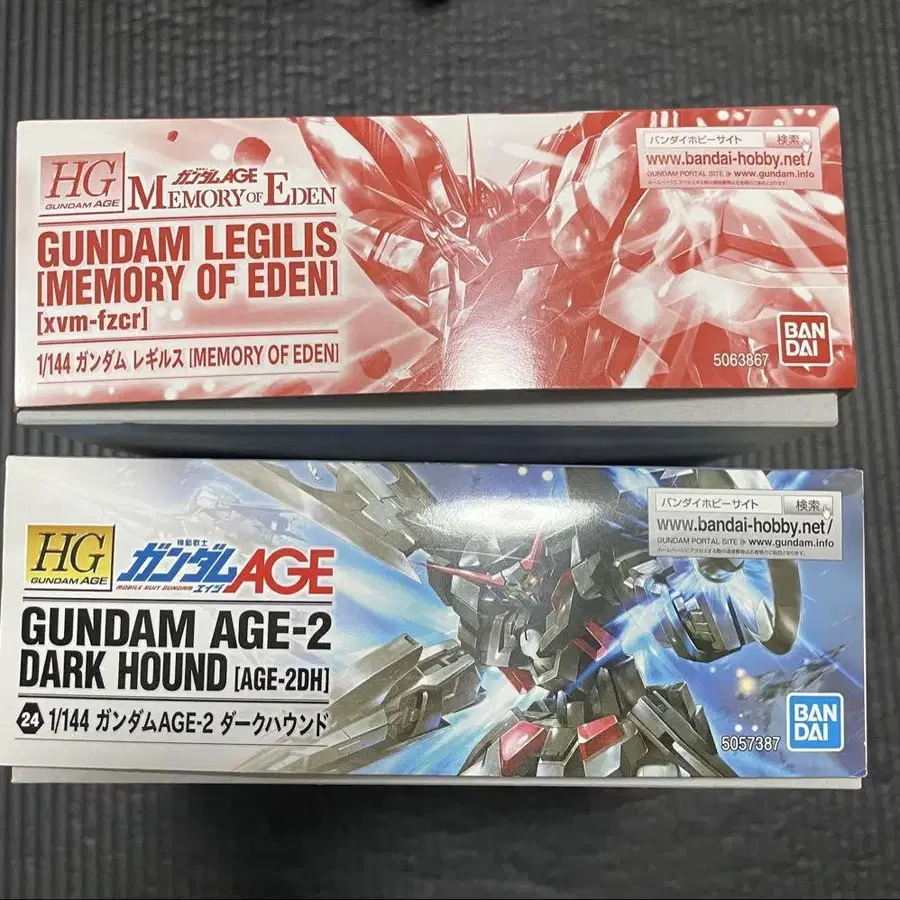 HG
GUNDAM AGE
ガンダムAGE
MEMORY OF EDEN
GUNDAM LEGILIS
[MEMORY OF EDEN]
[xvm-fzcr]
1/144 ガンダム レギルス [MEMORY OF EDEN]
バンダイホビーサイト 検索
www.bandai-hobby.net/
GUNDAM PORTAL SITE www.gundam.info
5063867
BAN
DAI
HG
GUNDAM AGE
機動戦士
ガンダムAGE
MOBILE SUIT GUNDAM エイジ
GUNDAM AGE-2
DARK HOUND [AGE-2DH]
24 1/144 ガンダムAGE-2 ダークハウンド
バンダイホビーサイト 検索
www.bandai-hobby.net/
GUNDAM PORTAL SITE www.gundam.info
5057387
BAN
DAI